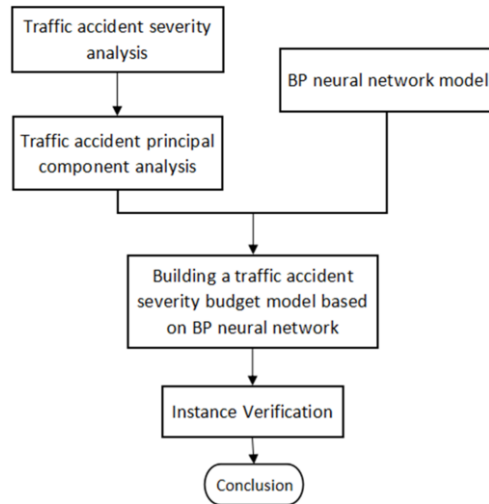 Traffic accident severity
analysis
BP neural network model
Traffic accident principal
component analysis
Building a traffic accident
severity budget model based
on BP neural network
Instance Verification
Conclusion